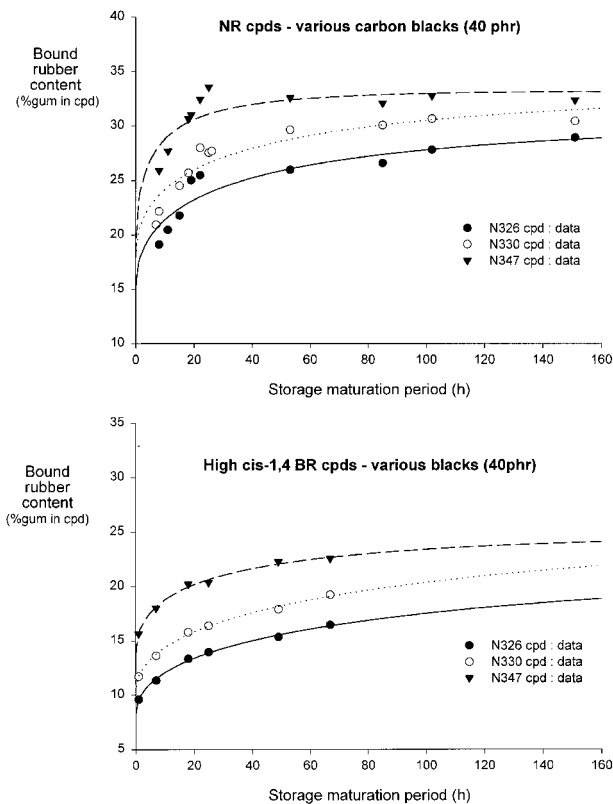 NR cpds - various carbon blacks (40 phr)
Bound
rubber
content
(%gum in cpd)
40
35
30
25
20
15
10
N326 cpd : data
N330 cpd : data
N347 cpd : data
0 20 40 60 80 100 120 140 160
Storage maturation period (h)
High cis-1,4 BR cpds - various blacks (40phr)
Bound
rubber
content
(%gum in cpd)
35
30
25
20
15
10
5
N326 cpd : data
N330 cpd : data
N347 cpd : data
0 20 40 60 80 100 120 140 160
Storage maturation period (h)